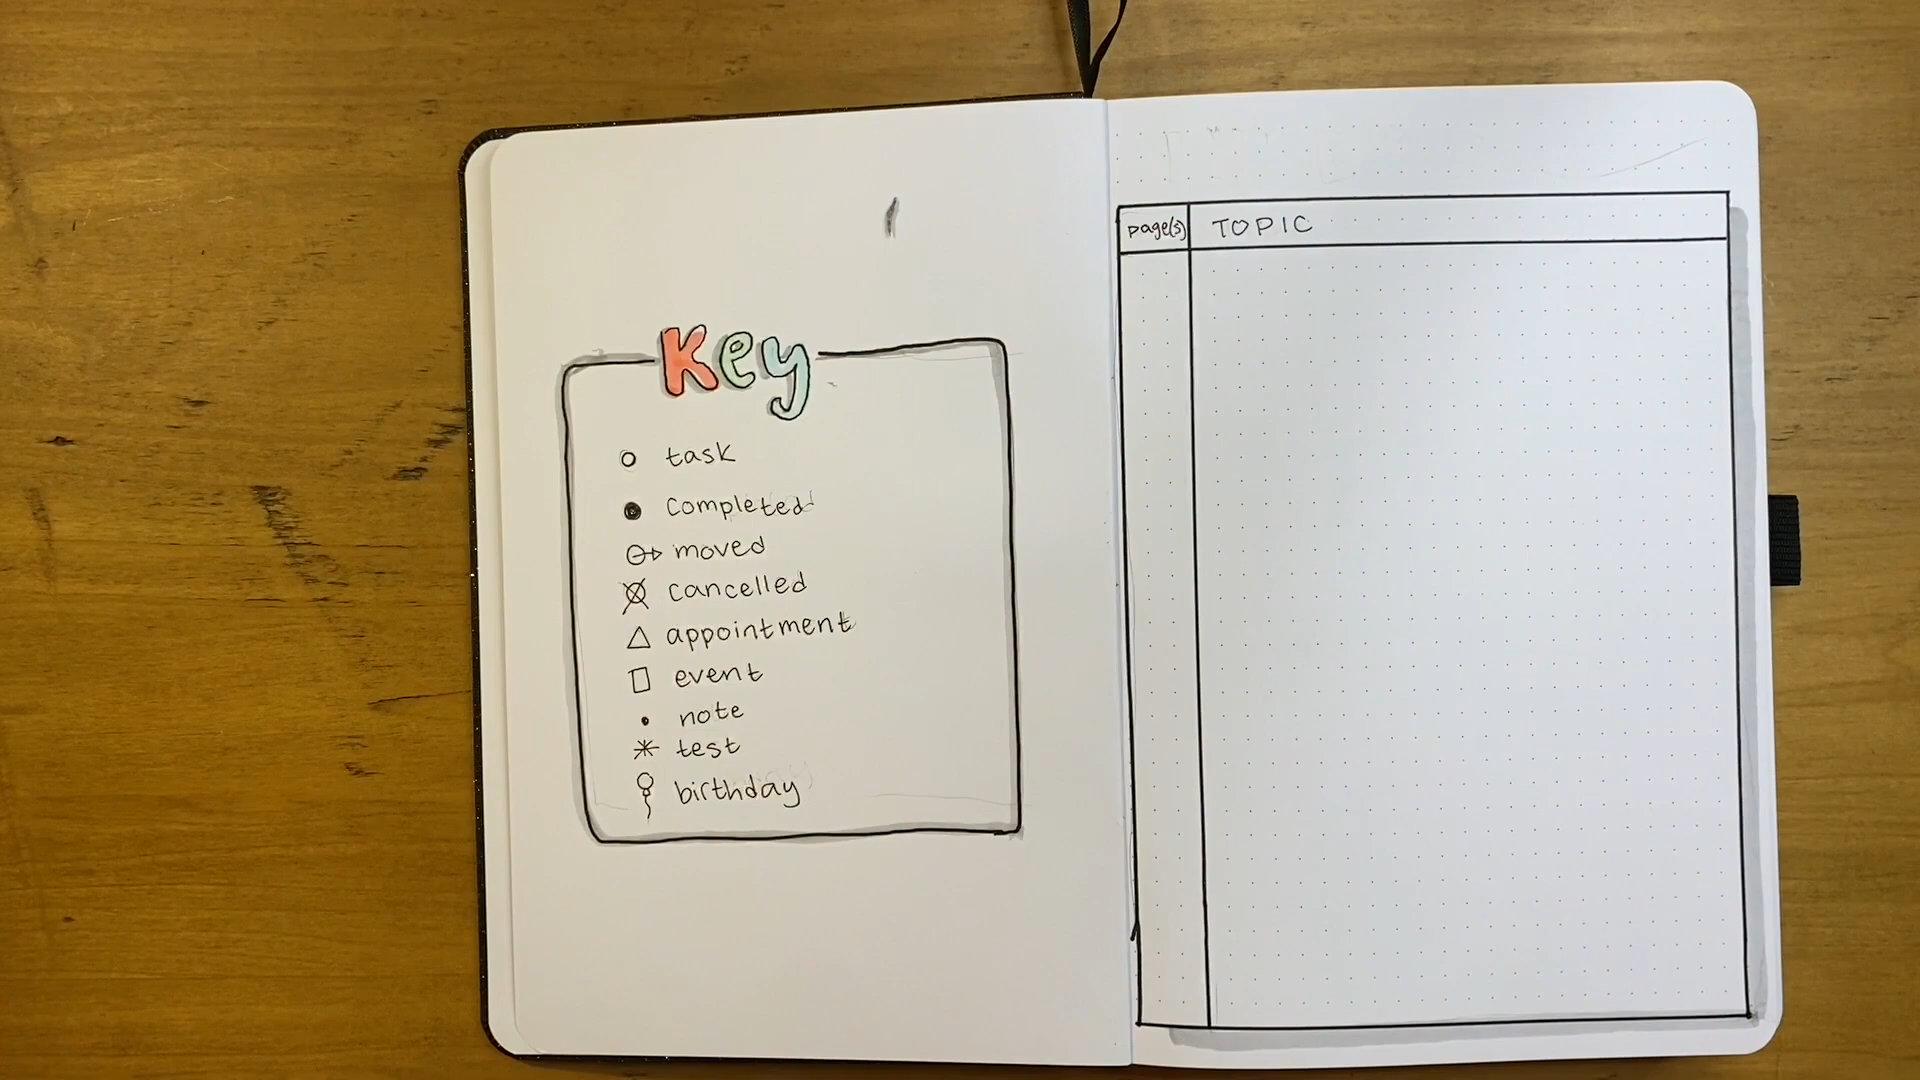 Key
task
Completed
moved
cancelled
appointment
event
note
test
birthday
page(s) TOPIC